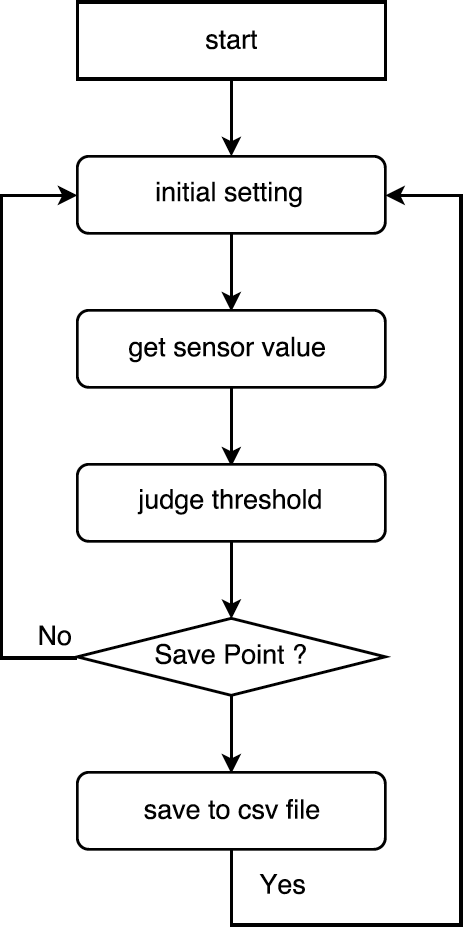 start
initial setting
get sensor value
judge threshold
No
Save Point ?
save to csv file
Yes